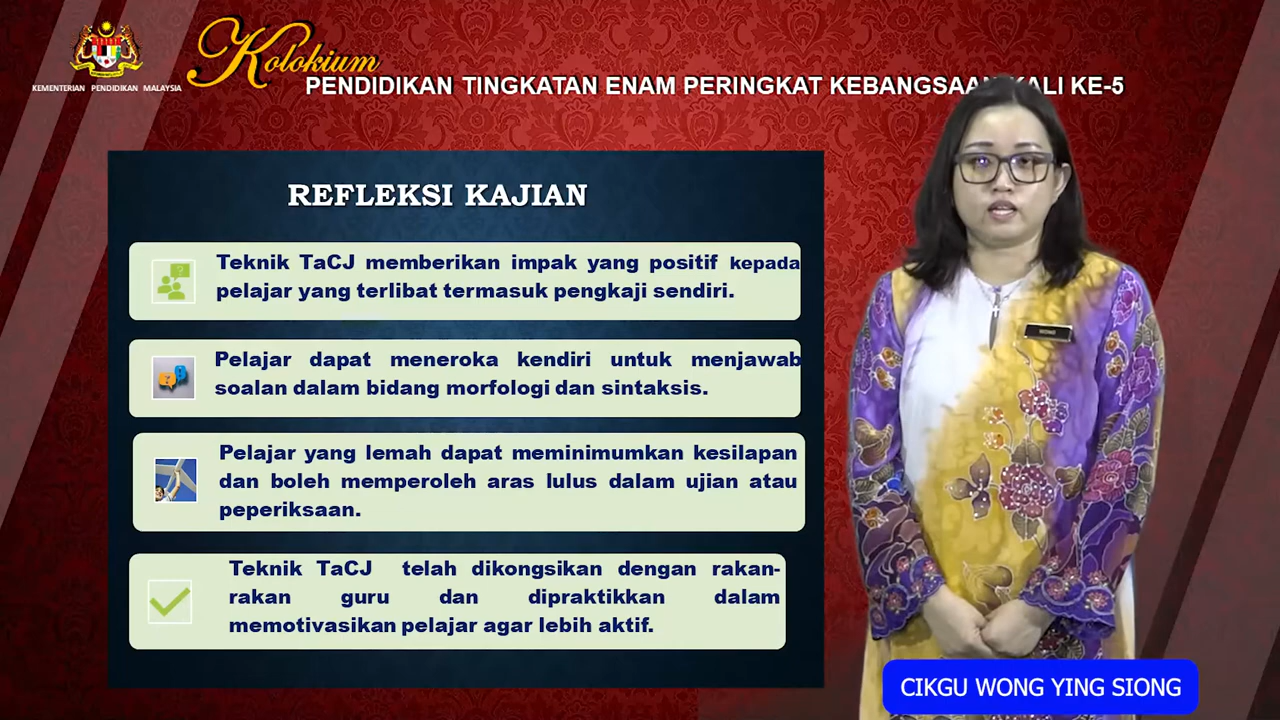 Kolokium
KEMENTERIAN PENDIDIKAN MALAYSIA
PENDIDIKAN TINGKATAN ENAM PERINGKAT KEBANGSAAN KALI KE-5
REFLEKSI KAJIAN
Teknik TaCJ memberikan impak yang positif kepada
pelajar yang terlibat termasuk pengkaji sendiri.
Pelajar dapat meneroka kendiri untuk menjawab
soalan dalam bidang morfologi dan sintaksis.
Pelajar yang lemah dapat meminimumkan kesilapan
dan boleh memperoleh aras lulus dalam ujian atau
peperiksaan.
Teknik TaCJ telah dikongsikan dengan rakan-
rakan guru dan dipraktikkan dalam
memotivasikan pelajar agar lebih aktif.
WONG
CIKGU WONG YING SIONG